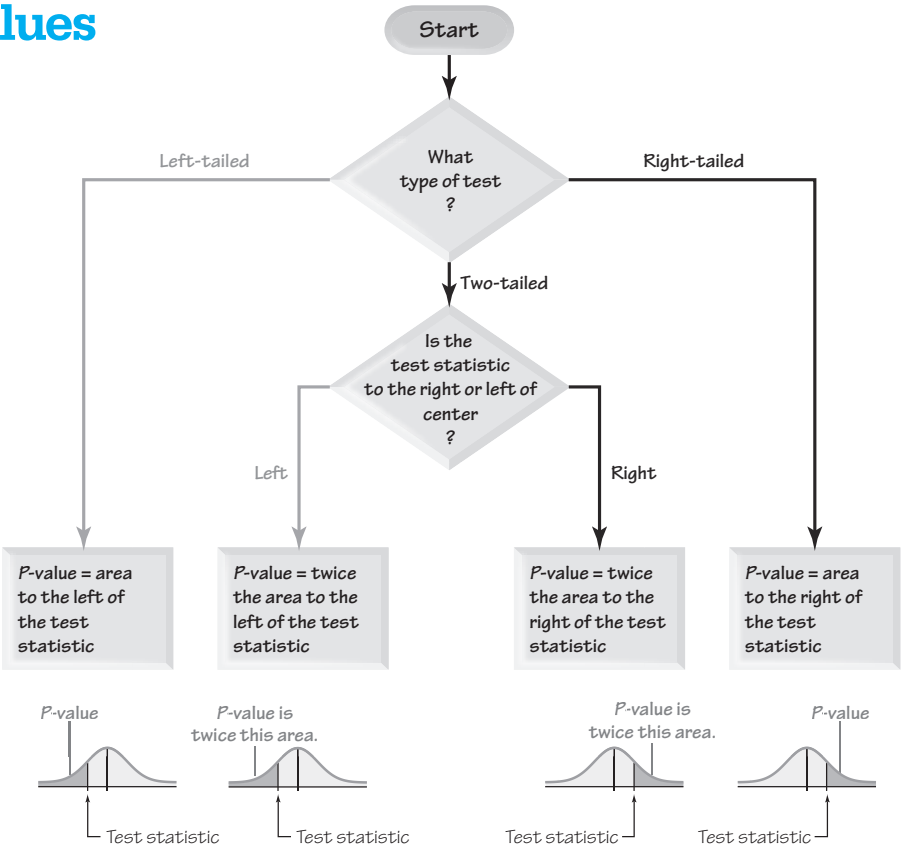 lues
Start
What
type of test
?
Left-tailed
Right-tailed
Two-tailed
Is the
test statistic
to the right or left of
center
?
Left
Right
P-value = area
to the left of
the test
statistic
P-value = twice
the area to the
left of the test
statistic
P-value = twice
the area to the
right of the test
statistic
P-value = area
to the right of
the test
statistic
P-value
P-value is
twice this area.
P-value is
twice this area.
P-value
Test statistic
Test statistic
Test statistic
Test statistic